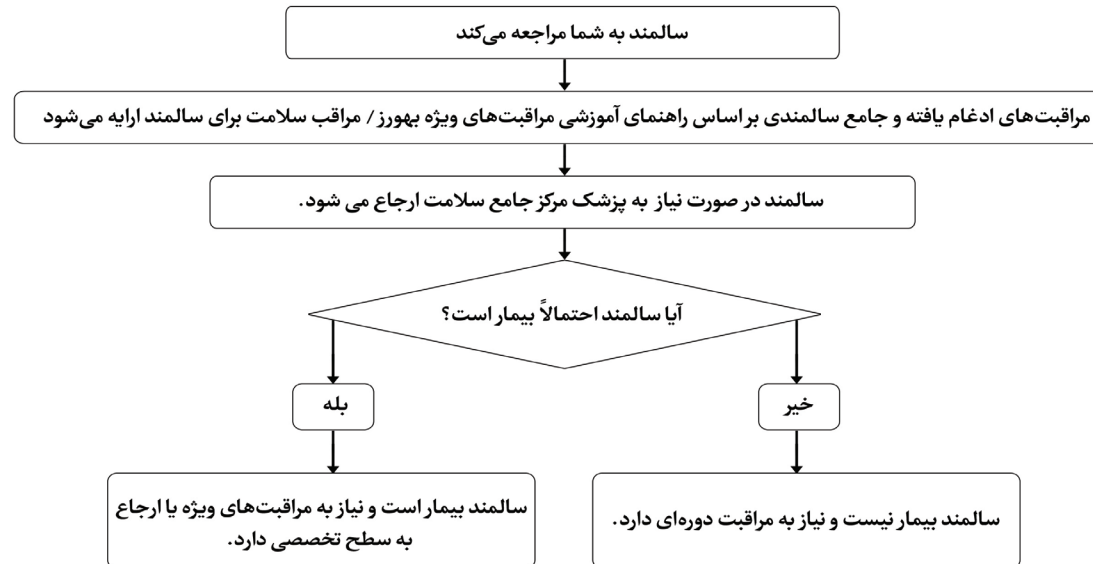 سالمند به شما مراجعه می‌کند
مراقبت‌های ادغام یافته و جامع سالمندی بر اساس راهنمای آموزشی مراقبت‌های ویژه بهورز / مراقب سلامت برای سالمند ارایه می‌شود
سالمند در صورت نیاز به پزشک مرکز جامع سلامت ارجاع می شود.
آیا سالمند احتمالاً بیمار است؟
خیر
بله
سالمند بیمار نیست و نیاز به مراقبت دوره‌ای دارد.
سالمند بیمار است و نیاز به مراقبت‌های ویژه یا ارجاع
به سطح تخصصی دارد.